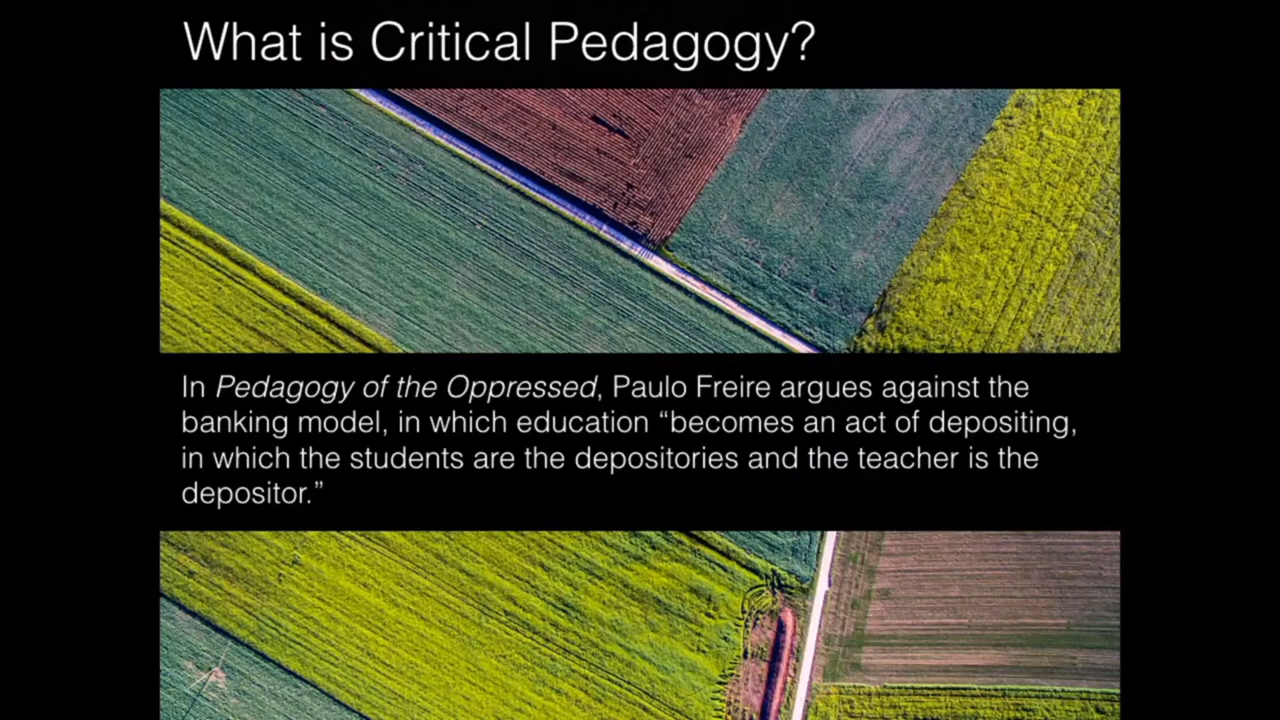 What is Critical Pedagogy?
In Pedagogy of the Oppressed, Paulo Freire argues against the
banking model, in which education “becomes an act of depositing,
in which the students are the depositories and the teacher is the
depositor.”